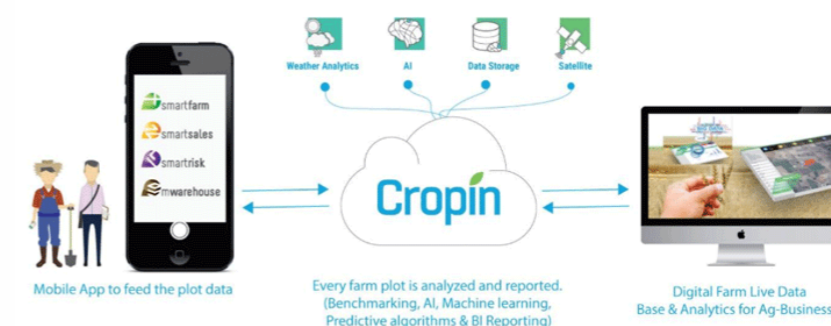 Weather Analytics
AI
Data Storage
Satellite
smartfarm
smartsales
smartrisk
mwarehouse
Cropin
Mobile App to feed the plot data
Every farm plot is analyzed and reported.
(Benchmarking, AI, Machine learning,
Predictive algorithms & BI Reporting)
Digital Farm Live Data
Base & Analytics for Ag-Business